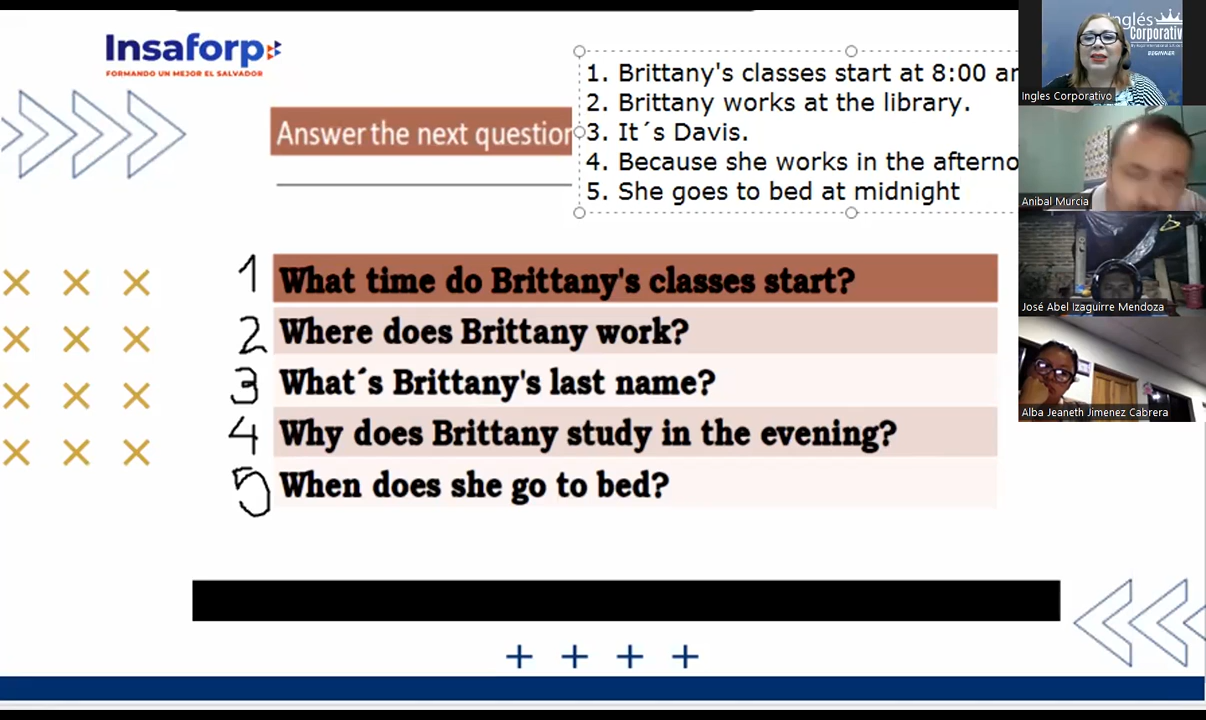 Insaforp
FORMANDO UN MEJOR EL SALVADOR
Answer the next question
1. Brittany's classes start at 8:00 am
2. Brittany works at the library.
3. It´s Davis.
4. Because she works in the afterno
5. She goes to bed at midnight
1 What time do Brittany's classes start?
2 Where does Brittany work?
3 What´s Brittany's last name?
4 Why does Brittany study in the evening?
5 When does she go to bed?
Inglés
Corporativ
Ingles Corporativo
Anibal Murcia
José Abel Izaguirre Mendoza
Alba Jeaneth Jimenez Cabrera